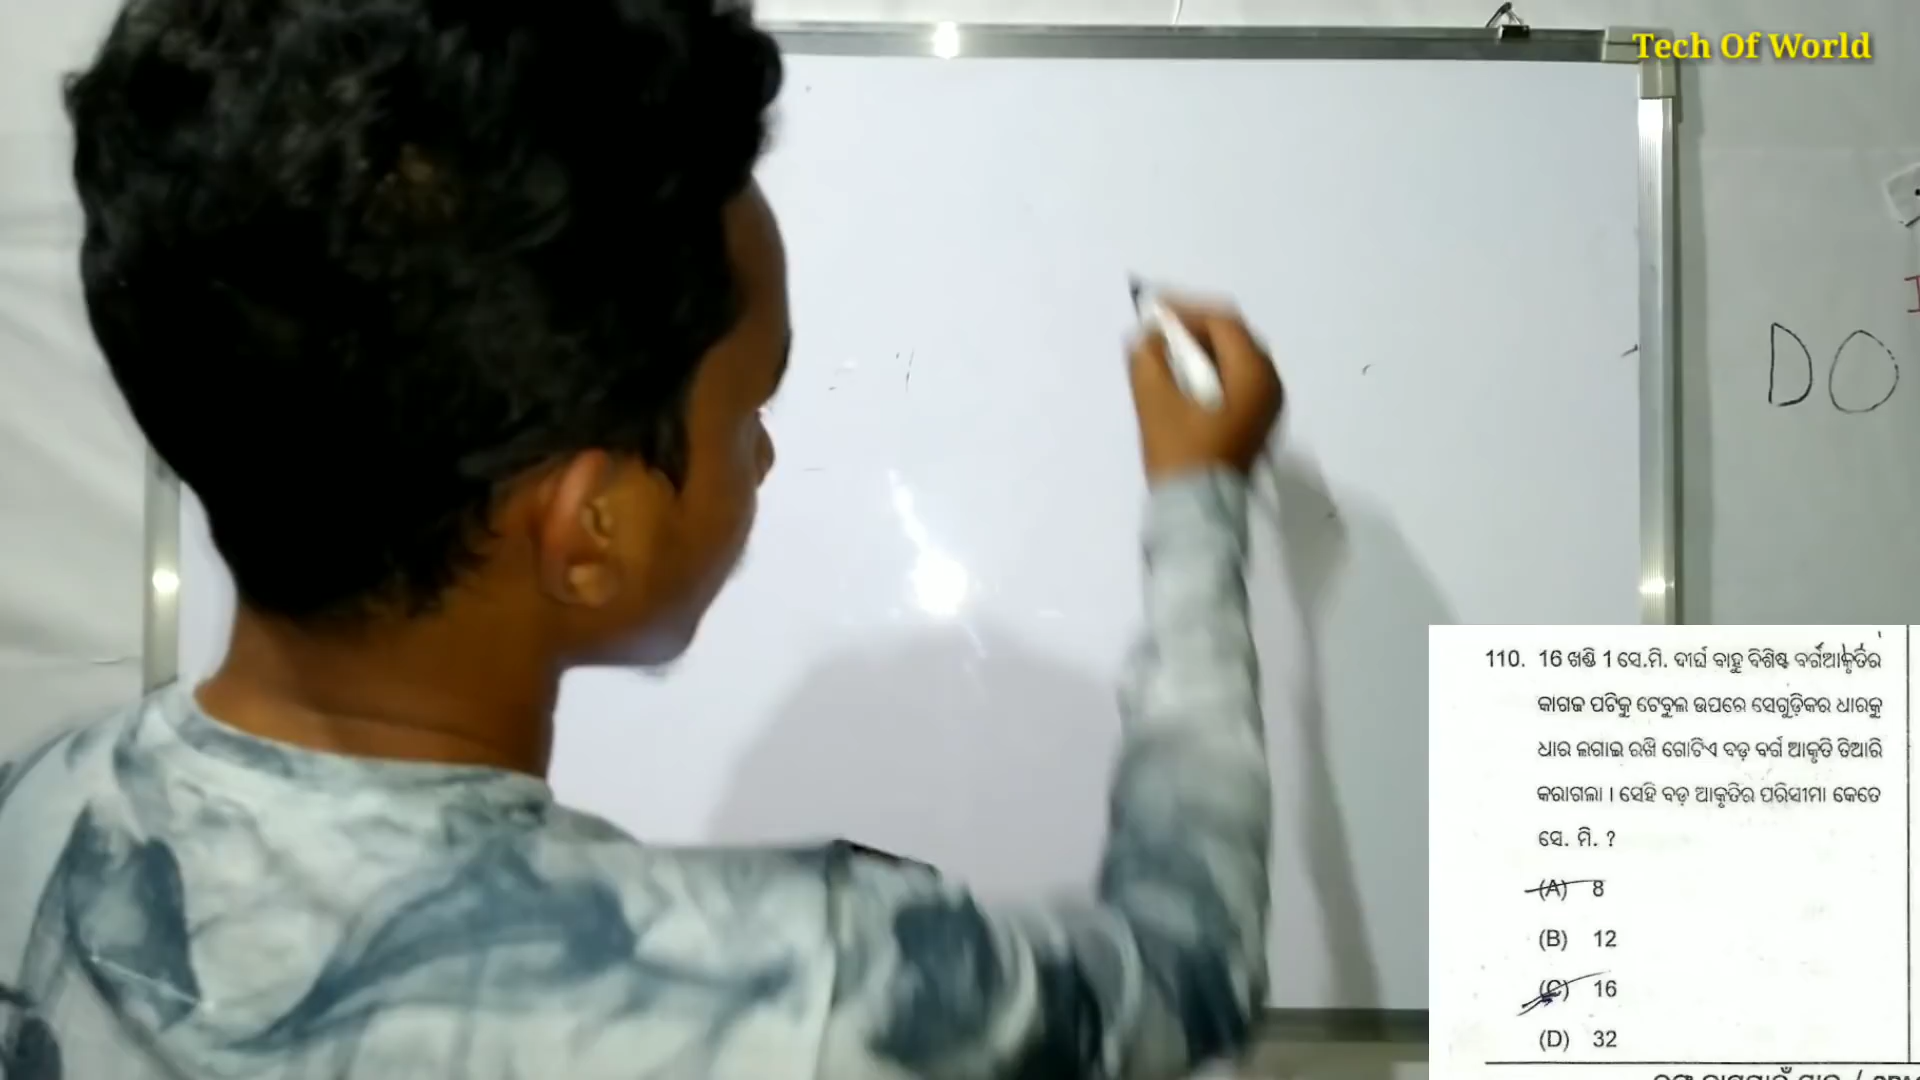 Tech Of World
DO
110. 16 ଖଣ୍ଡି 1 ସେ.ମି. ଦୀର୍ଘ ବାହୁ ବିଶିଷ୍ଟ ବର୍ଗଆକୃତିର
କାଗଜ ପଟିକୁ ଟେବୁଲ ଉପରେ ସେଗୁଡ଼ିକର ଧାରକୁ
ଧାର ଲଗାଇ ରଖି ଗୋଟିଏ ବଡ଼ ବର୍ଗ ଆକୃତି ତିଆରି
କରାଗଲା । ସେହି ବଡ଼ ଆକୃତିର ପରିସୀମା କେତେ
ସେ. ମି. ?
(A) 8
(B) 12
(C) 16
(D) 32